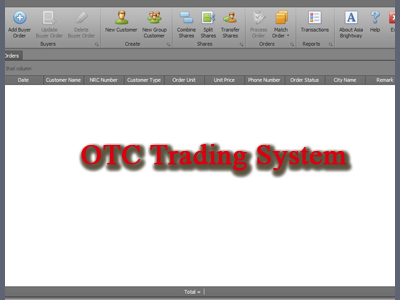 Add Buyer Order
Update Buyer Order
Delete Buyer Order
Buyers
New Customer
New Group Customer
Create
Combine Shares
Split Shares
Transfer Shares
Shares
Process Order
Match Order
Orders
Transactions
Reports
About Asia Brightway
Help
Orders
that column
Date Customer Name NRC Number Customer Type Order Unit Unit Price Phone Number Order Status City Name Remark
OTC Trading System
Total =